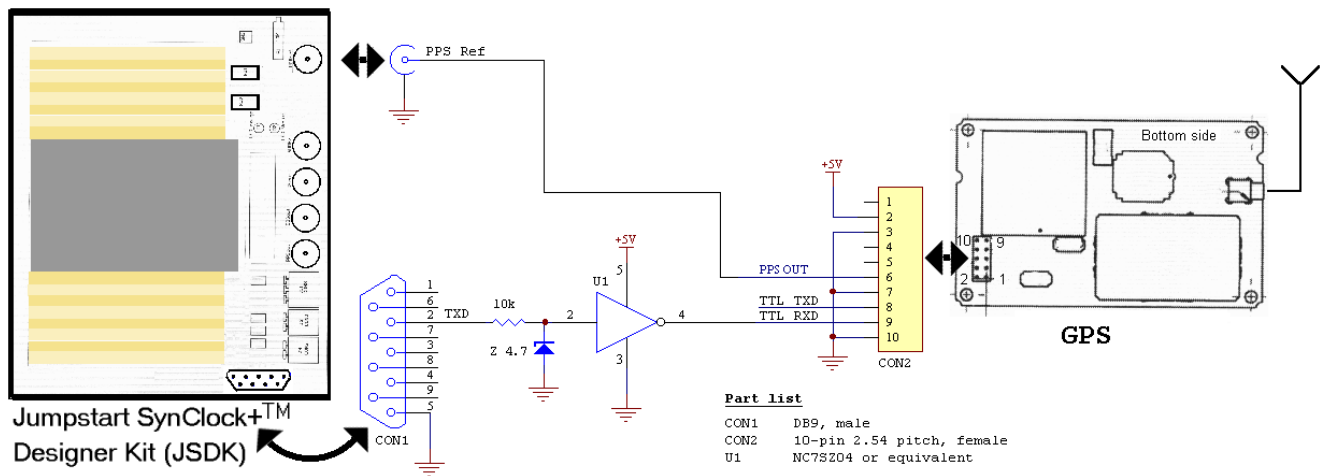 PPS Ref
Bottom side
+5V
1
2
3
4
5
6
7
8
9
10
PPSOUT
TTL TXD
TTL RXD
CON2
10
9
2
1
GPS
+5V
5
U1
2
4
3
10k
Z 4.7
TXD
1
6
2
7
3
8
4
9
5
CON1
2
2
Jumpstart SynClock+TM
Designer Kit (JSDK)
Part list
CON1 DB9, male
CON2 10-pin 2.54 pitch, female
U1 NC7SZ04 or equivalent